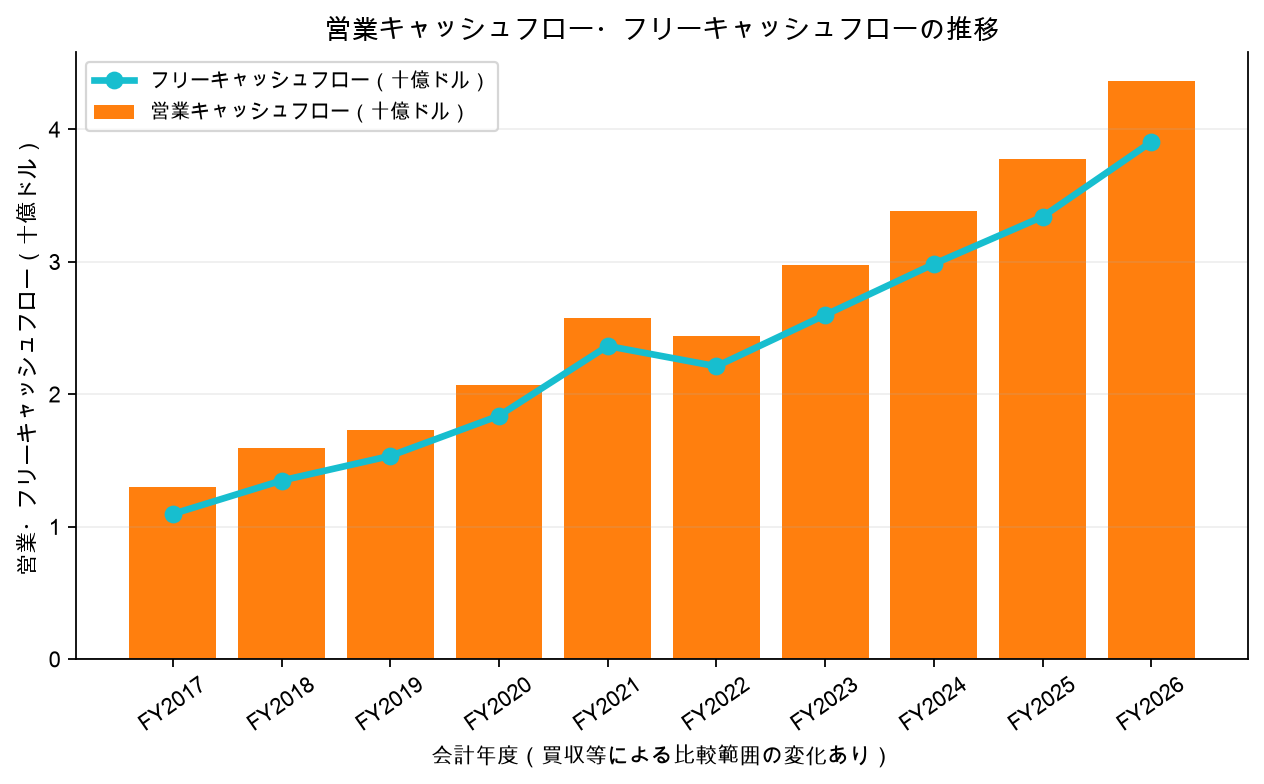 営業キャッシュフロー・フリーキャッシュフローの推移
フリーキャッシュフロー（十億ドル）
営業キャッシュフロー（十億ドル）
営業・フリーキャッシュフロー（十億ドル）
4
3
2
1
0
FY2017
FY2018
FY2019
FY2020
FY2021
FY2022
FY2023
FY2024
FY2025
FY2026
会計年度（買収等による比較範囲の変化あり）